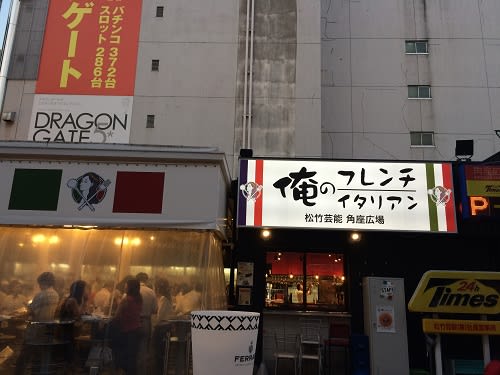 パチンコ372台
スロット286台
ゲート
DRAGON
GATE
俺の
フレンチ
イタリアン
松竹芸能 角座広場
P
24h
Times
FERRARI